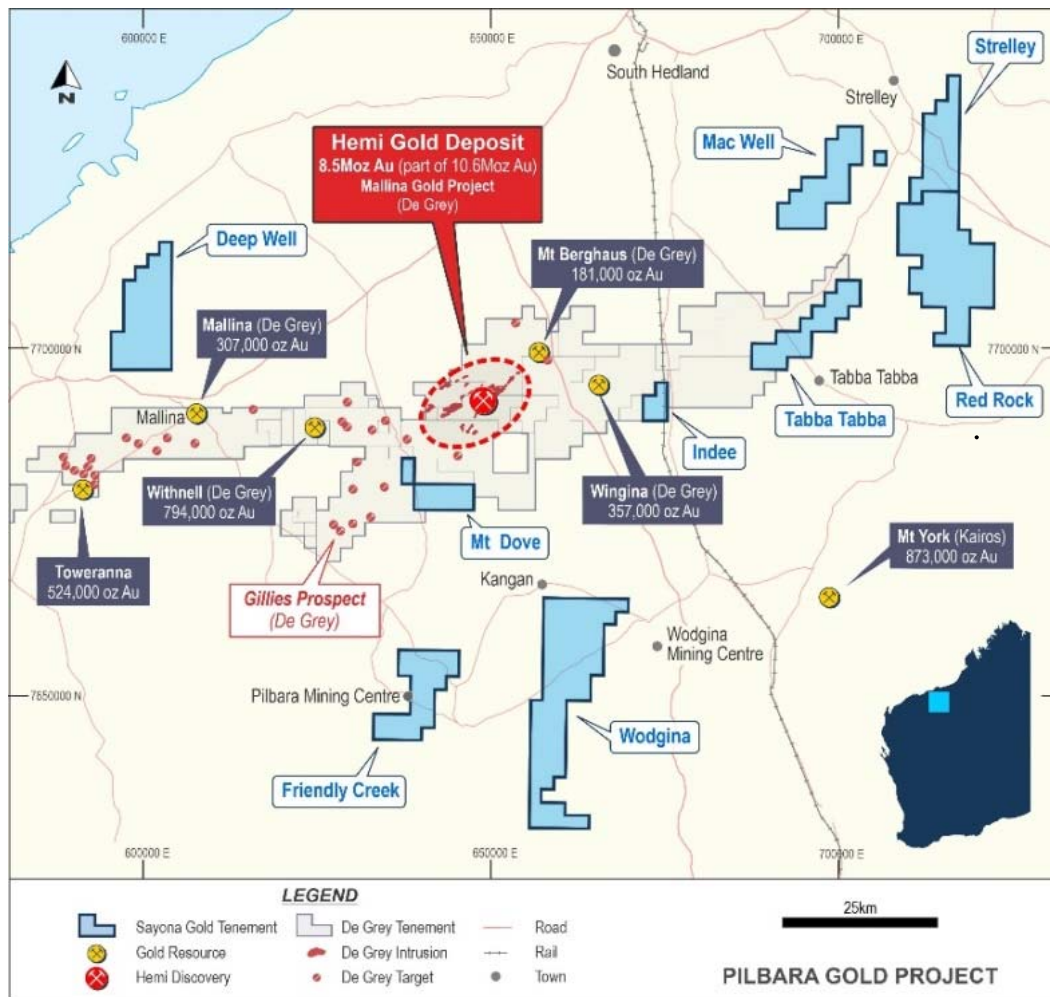 600000 E
650000 E
700000 E
N
South Hedland
Strelley
Strelley
Mac Well
Hemi Gold Deposit
8.5Moz Au (part of 10.6Moz Au)
Mallina Gold Project
(De Grey)
Deep Well
Mt Berghaus (De Grey)
181,000 oz Au
Mallina (De Grey)
307,000 oz Au
7700000 N
7700000 N
Tabba Tabba
Red Rock
Mallina
Tabba Tabba
Indee
Withnell (De Grey)
794,000 oz Au
Wingina (De Grey)
357,000 oz Au
Mt Dove
Mt York (Kairos)
873,000 oz Au
Toweranna
524,000 oz Au
Gillies Prospect
(De Grey)
Kangan
Wodgina
Mining Centre
7650000 N
Pilbara Mining Centre
Wodgina
Friendly Creek
600000 E
650000 E
700000 E
LEGEND
Sayona Gold Tenement
De Grey Tenement
Road
25km
Gold Resource
De Grey Intrusion
Rail
Hemi Discovery
De Grey Target
Town
PILBARA GOLD PROJECT